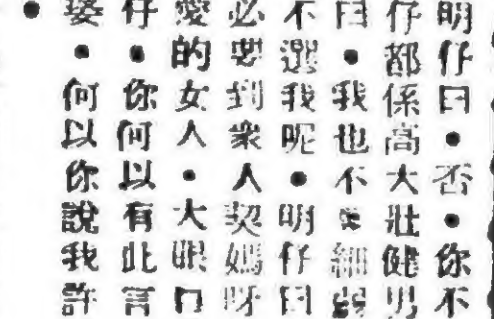 明仔曰●否●你不
仔都係高大壯健男
曰●我也不細弱
不選我呢●明仔曰
必要到衆人契媽呀
愛的女人●大眼口
仔●你何以有此言
婆●何以你說我許
●